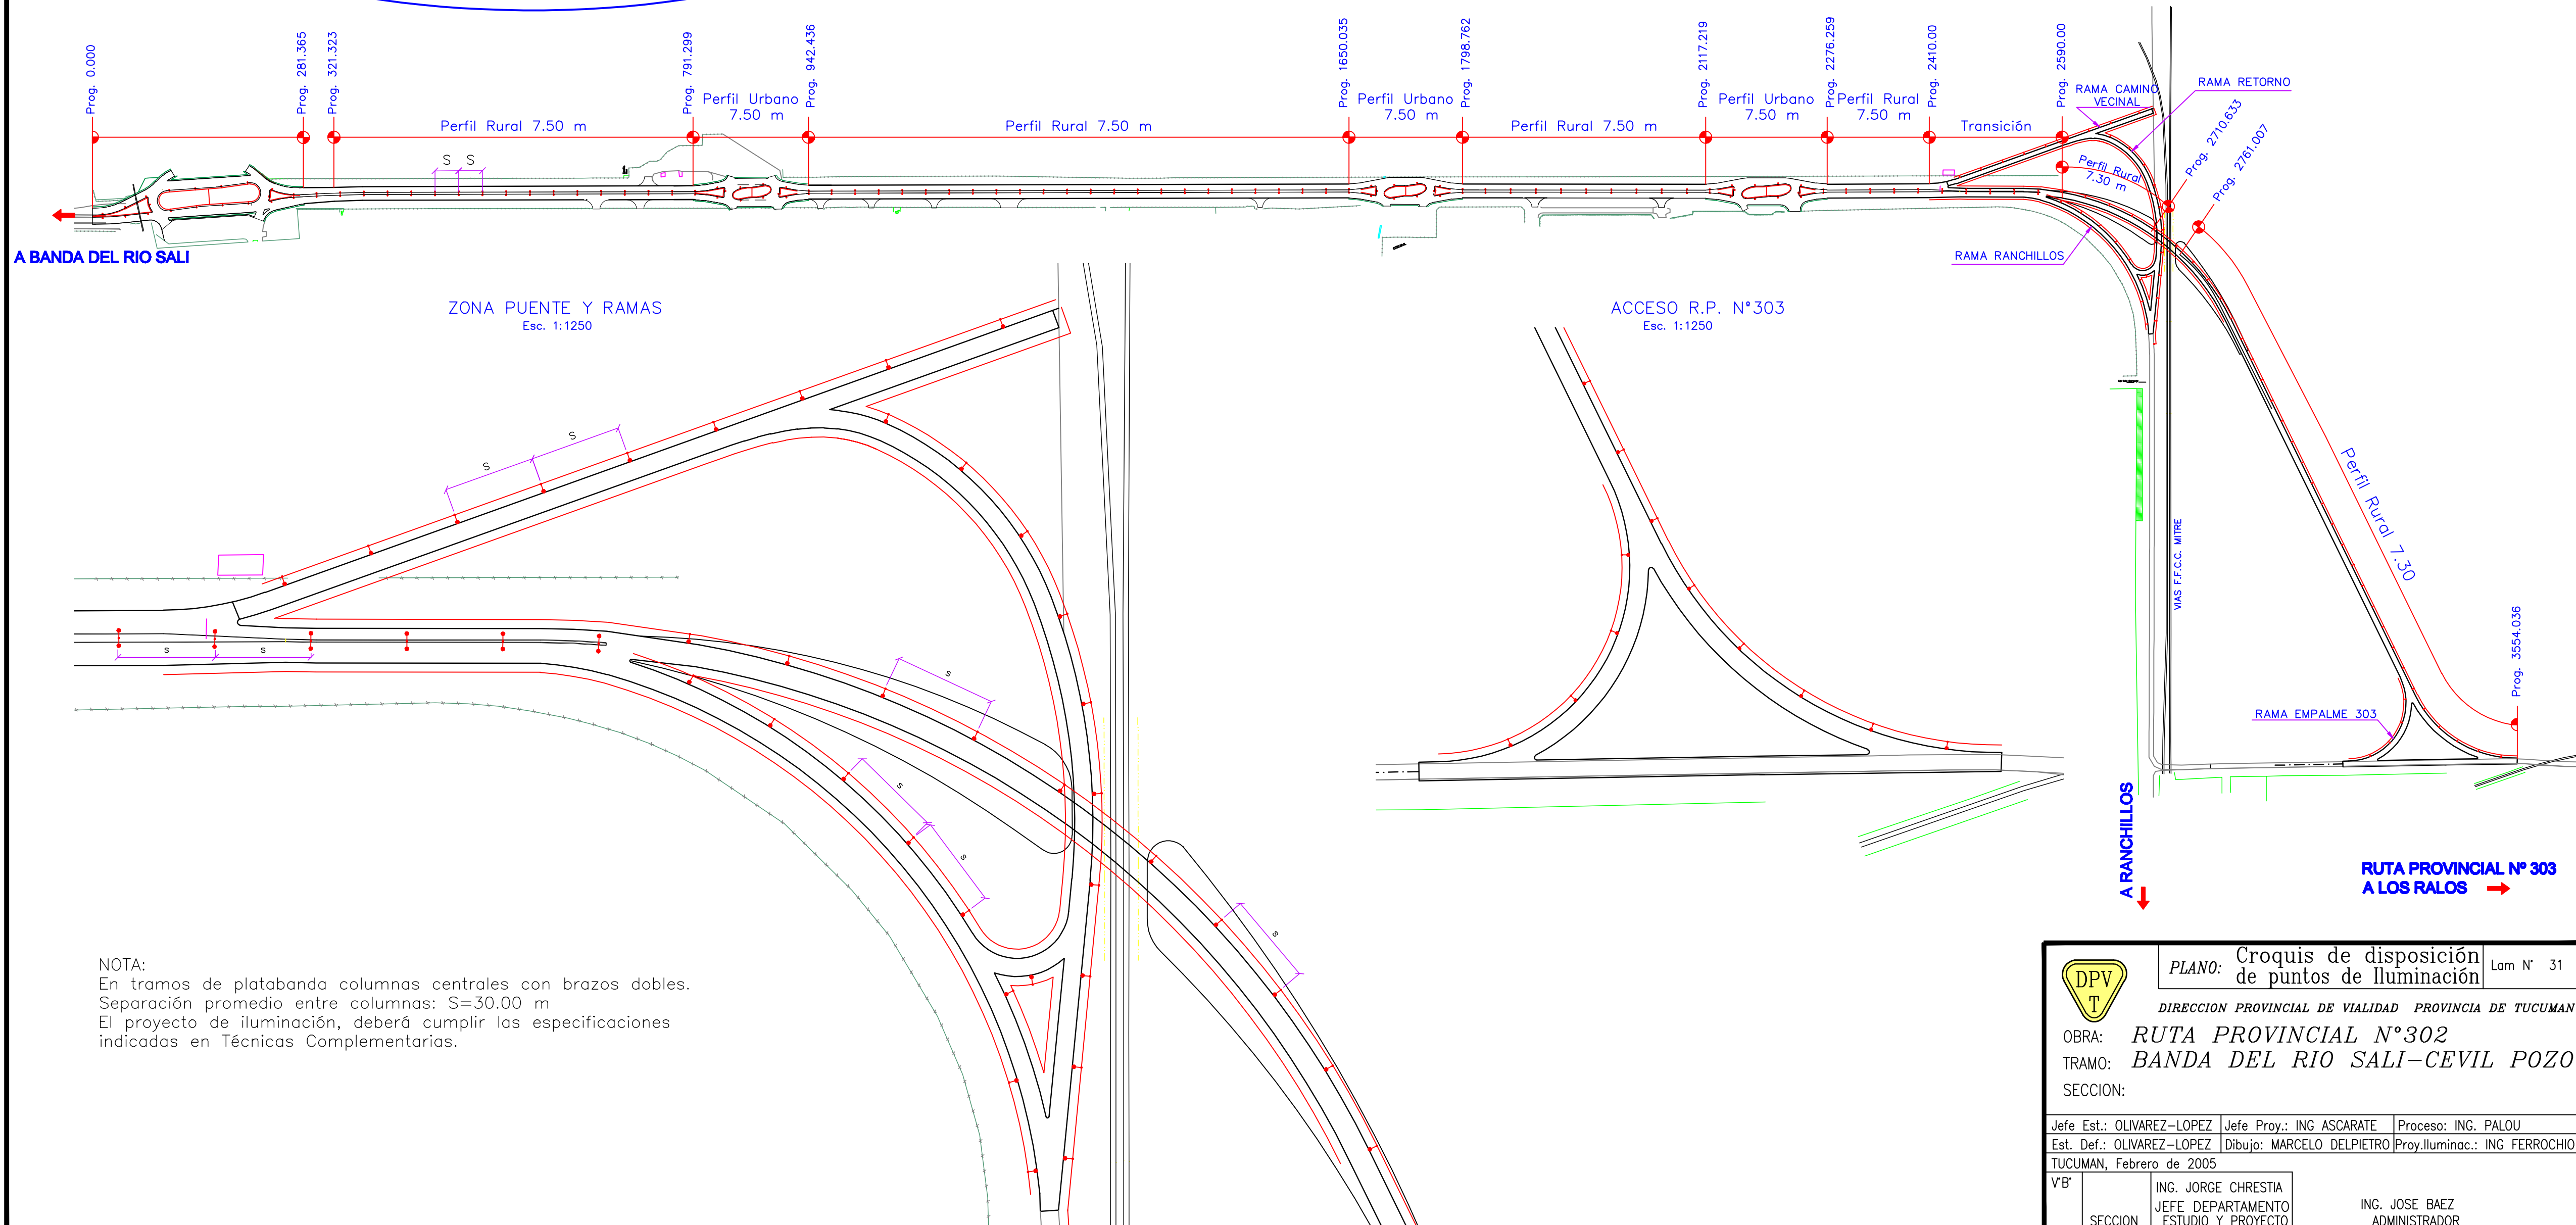 Prog. 0.000
Prog. 281.365
Prog. 321.323
Prog. 791.299
Prog. 942.436
Prog. 1650.035
Prog. 1798.762
Prog. 2117.219
Prog. 2276.259
Prog. 2410.00
Prog. 2590.00
Prog. 2710.633
Prog. 2761.007
Perfil Rural 7.50 m
Perfil Urbano
7.50 m
Perfil Rural 7.50 m
Perfil Urbano
7.50 m
Perfil Rural 7.50 m
Perfil Urbano
7.50 m
Perfil Rural
7.50 m
Transición
RAMA CAMINO
VECINAL
RAMA RETORNO
Perfil Rural
7.30 m
S S
A BANDA DEL RIO SALI
RAMA RANCHILLOS
ZONA PUENTE Y RAMAS
Esc. 1:1250
ACCESO R.P. N°303
Esc. 1:1250
S
S
s
s
s
s
s
s
Perfil Rural 7.30
VIAS F.F.C.C. MITRE
Prog. 3554.036
RAMA EMPALME 303
A RANCHILLOS
RUTA PROVINCIAL Nº 303
A LOS RALOS
NOTA:
En tramos de platabanda columnas centrales con brazos dobles.
Separación promedio entre columnas: S=30.00 m
El proyecto de iluminación, deberá cumplir las especificaciones
indicadas en Técnicas Complementarias.
DPV
T
PLANO: Croquis de disposición
de puntos de Iluminación
Lam N° 31
DIRECCION PROVINCIAL DE VIALIDAD PROVINCIA DE TUCUMAN
OBRA: RUTA PROVINCIAL N°302
TRAMO: BANDA DEL RIO SALI-CEVIL POZO
SECCION:
Jefe Est.: OLIVAREZ-LOPEZ Jefe Proy.: ING ASCARATE Proceso: ING. PALOU
Est. Def.: OLIVAREZ-LOPEZ Dibujo: MARCELO DELPIETRO Proy.Iluminac.: ING FERROCHIO
TUCUMAN, Febrero de 2005
V°B°
SECCION
ING. JORGE CHRESTIA
JEFE DEPARTAMENTO
ESTUDIO Y PROYECTO
ING. JOSE BAEZ
ADMINISTRADOR